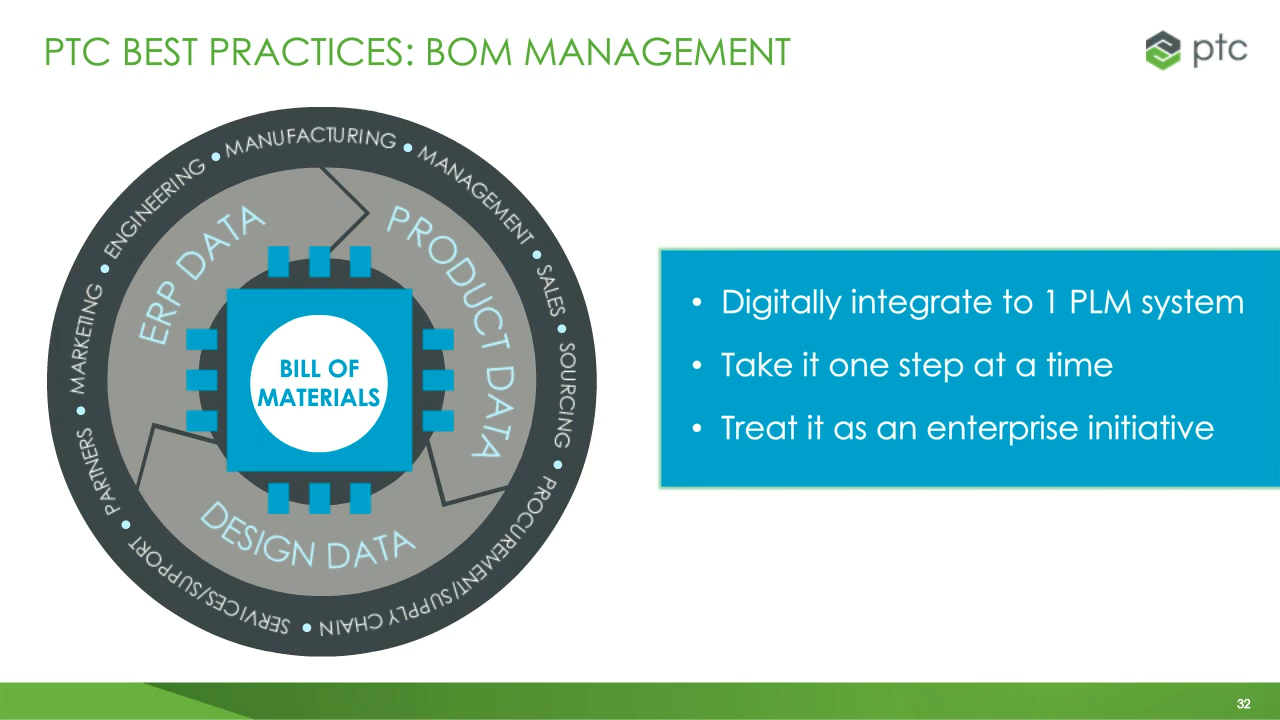 PTC BEST PRACTICES: BOM MANAGEMENT
ptc
MANUFACTURING • MANAGEMENT • SALES • SOURCING • PROCUREMENT/SUPPLY CHAIN • SERVICES/SUPPORT • PARTNERS • MARKETING • ENGINEERING •
ERP DATA
PRODUCT DATA
DESIGN DATA
BILL OF
MATERIALS
• Digitally integrate to 1 PLM system
• Take it one step at a time
• Treat it as an enterprise initiative
32